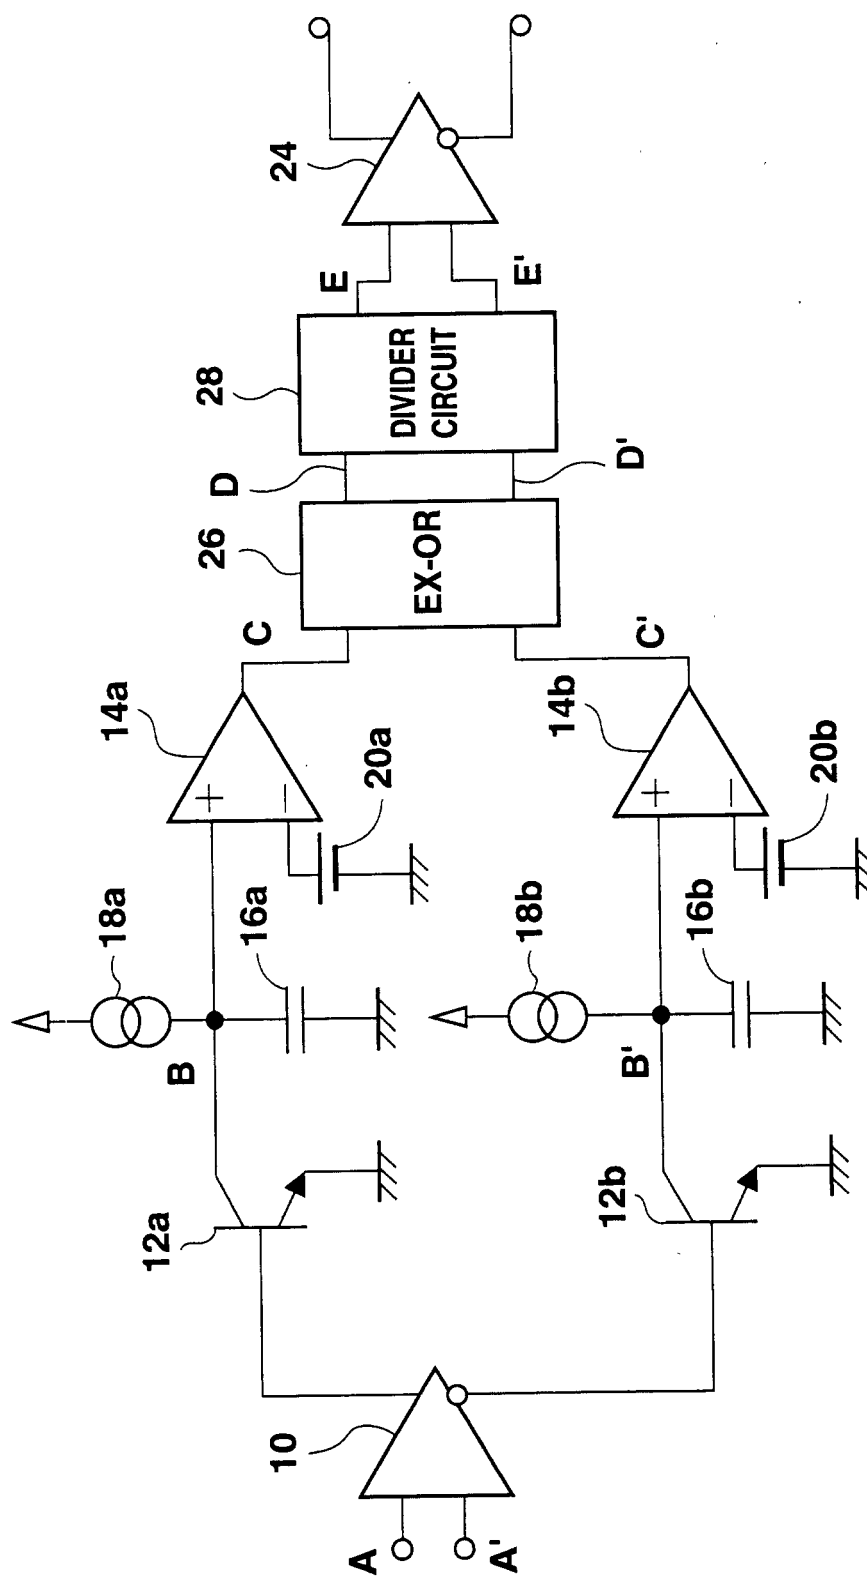 A
A'
10
12a
12b
B
B'
18a
16a
18b
16b
14a
20a
14b
20b
C
C'
26
EX-OR
D
D'
28
DIVIDER
CIRCUIT
E
E'
24
+
−
+
−